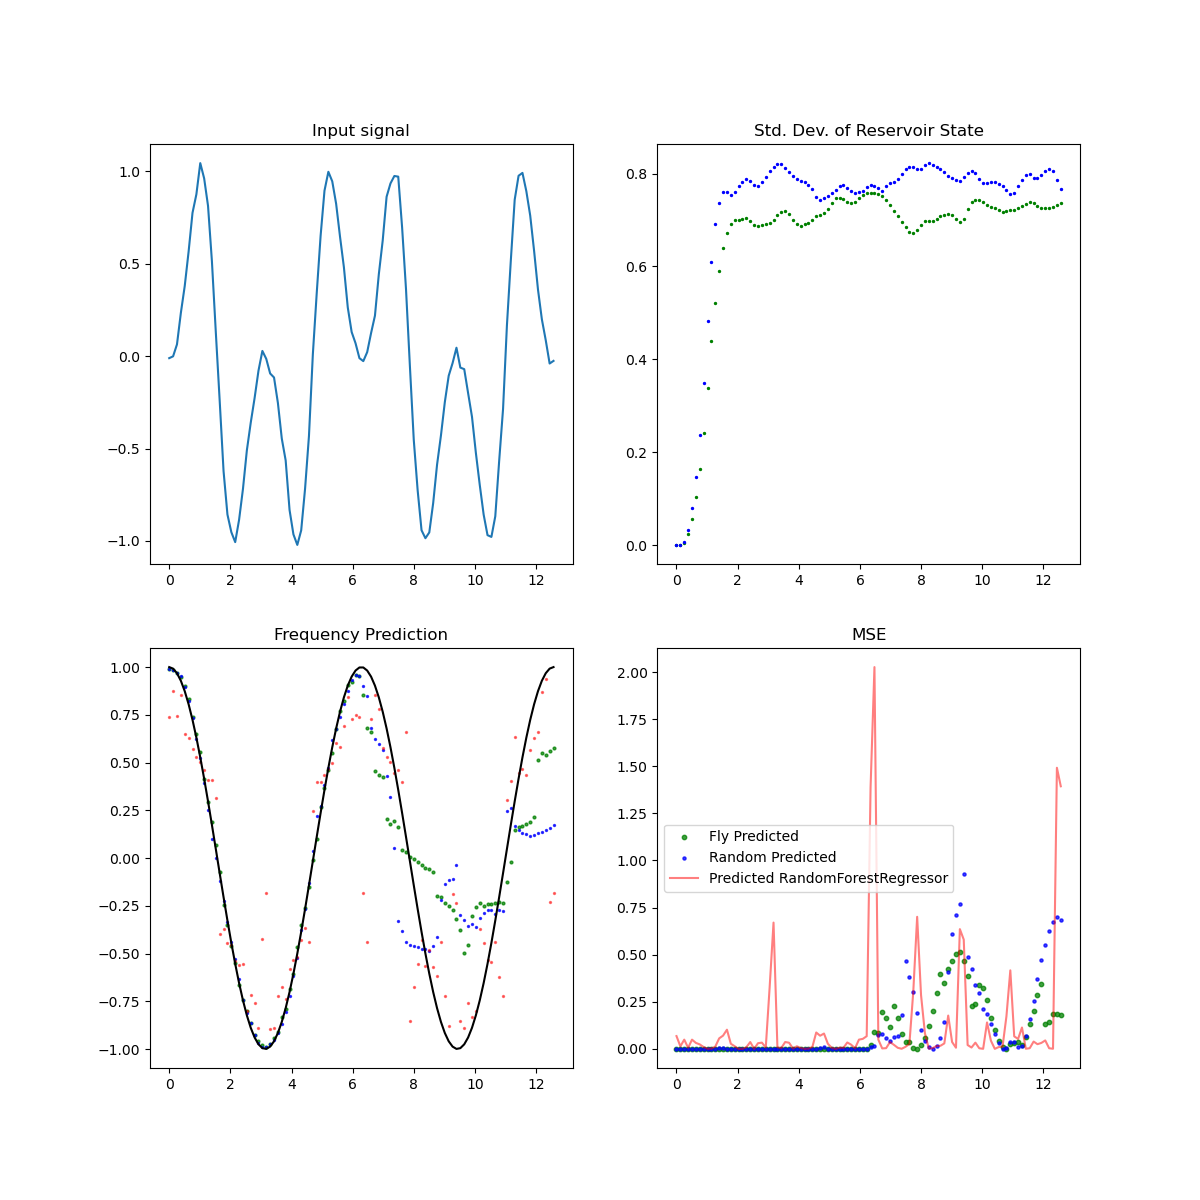 Input signal
1.0
0.5
0.0
−0.5
−1.0
0 2 4 6 8 10 12
Std. Dev. of Reservoir State
0.8
0.6
0.4
0.2
0.0
0 2 4 6 8 10 12
Frequency Prediction
1.00
0.75
0.50
0.25
0.00
−0.25
−0.50
−0.75
−1.00
0 2 4 6 8 10 12
MSE
2.00
1.75
1.50
1.25
1.00
0.75
0.50
0.25
0.00
Fly Predicted
Random Predicted
Predicted RandomForestRegressor
0 2 4 6 8 10 12